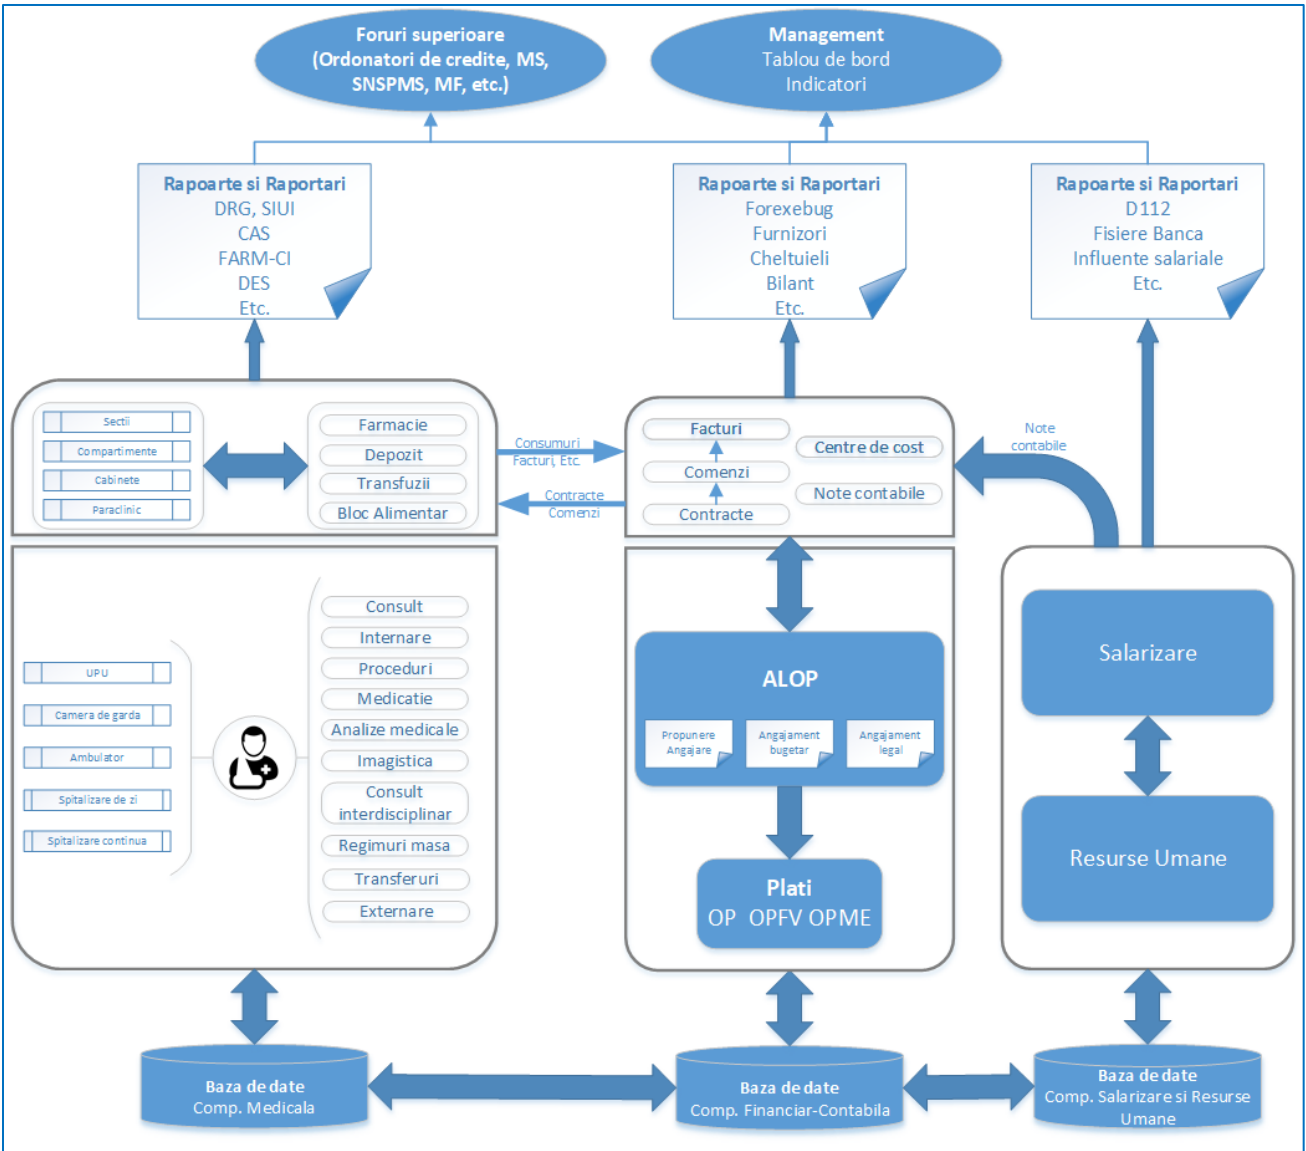 Foruri superioare
(Ordonatori de credite, MS,
SNSPMS, MF, etc.)
Management
Tablou de bord
Indicatori
Rapoarte si Raportari
DRG, SIUI
CAS
FARM-CI
DES
Etc.
Rapoarte si Raportari
Forexebug
Furnizori
Cheltuieli
Bilant
Etc.
Rapoarte si Raportari
D112
Fisiere Banca
Influente salariale
Etc.
Sectii
Compartimente
Cabinete
Paraclinic
Farmacie
Depozit
Transfuzii
Bloc Alimentar
Consumuri
Facturi, Etc.
Contracte
Comenzi
Facturi
Comenzi
Contracte
Centre de cost
Note contabile
Note
contabile
UPU
Camera de garda
Ambulator
Spitalizare de zi
Spitalizare continua
Consult
Internare
Proceduri
Medicatie
Analize medicale
Imagistica
Consult
interdisciplinar
Regimuri masa
Transferuri
Externare
ALOP
Propunere
Angajare
Angajament
bugetar
Angajament
legal
Plati
OP OPFV OPME
Salarizare
Resurse Umane
Baza de date
Comp. Medicala
Baza de date
Comp. Financiar-Contabila
Baza de date
Comp. Salarizare si Resurse
Umane